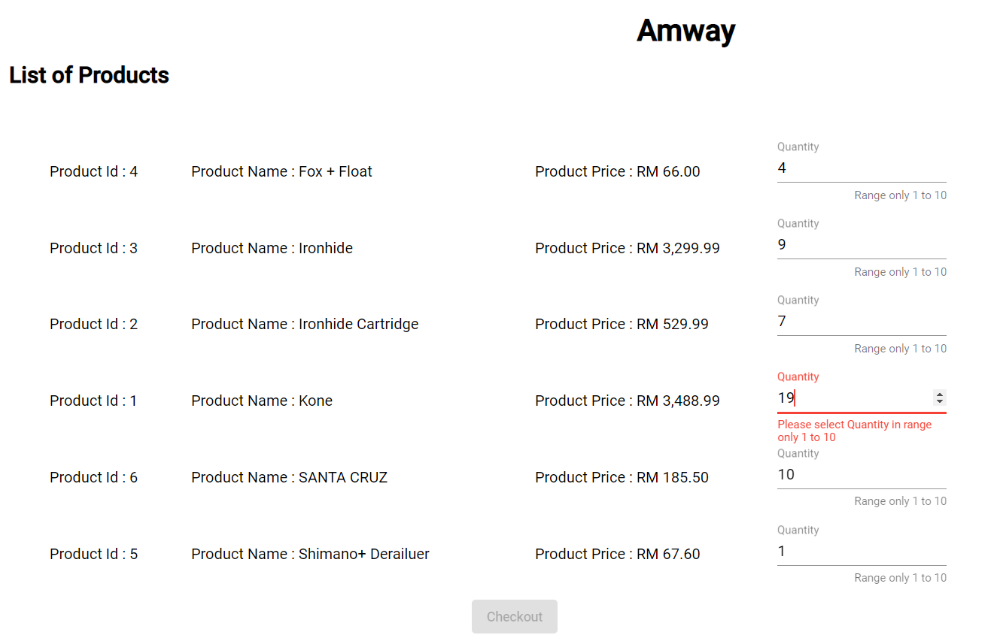 Amway
List of Products
Quantity
Product Id : 4 Product Name : Fox + Float Product Price : RM 66.00 4
Range only 1 to 10
Quantity
Product Id : 3 Product Name : Ironhide Product Price : RM 3,299.99 9
Range only 1 to 10
Quantity
Product Id : 2 Product Name : Ironhide Cartridge Product Price : RM 529.99 7
Range only 1 to 10
Quantity
Product Id : 1 Product Name : Kone Product Price : RM 3,488.99 19
Please select Quantity in range
only 1 to 10
Quantity
Product Id : 6 Product Name : SANTA CRUZ Product Price : RM 185.50 10
Range only 1 to 10
Quantity
Product Id : 5 Product Name : Shimano+ Derailuer Product Price : RM 67.60 1
Range only 1 to 10
Checkout